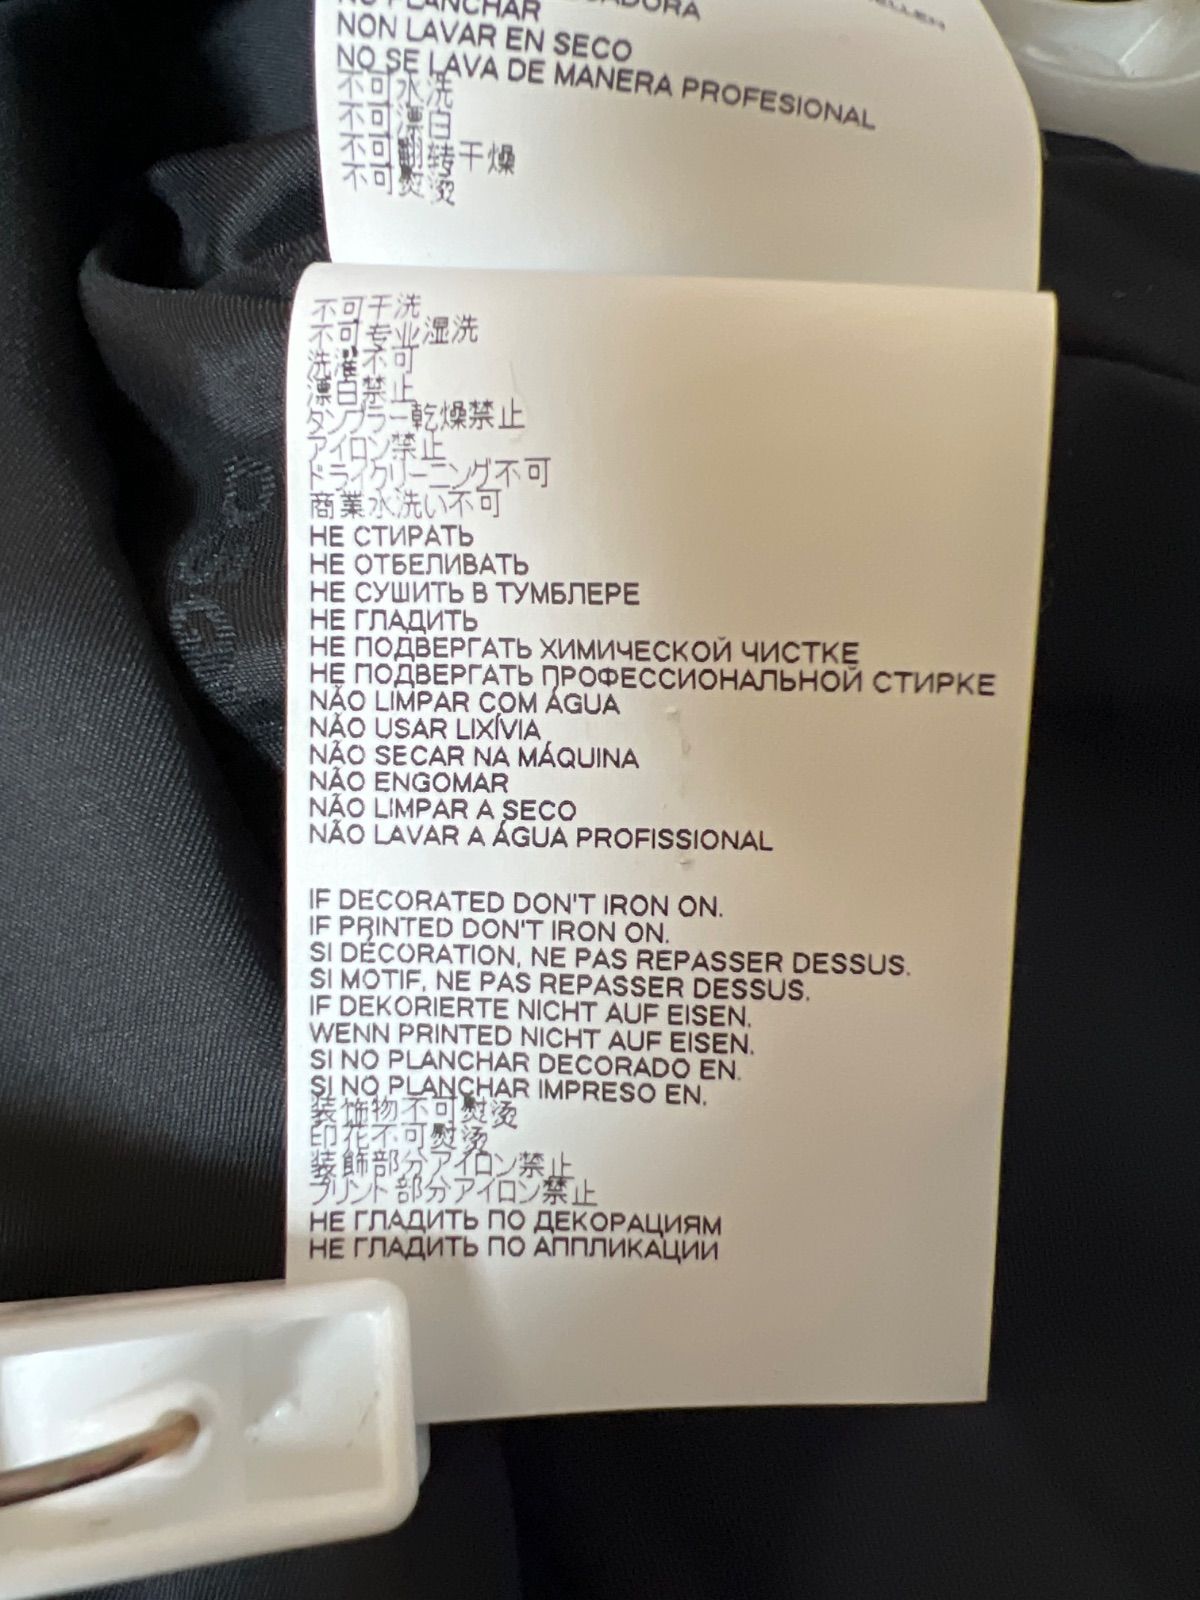 NO PLANCHAR
NON LAVAR EN SECO
NO SE LAVA DE MANERA PROFESIONAL
不可水洗
不可漂白
不可翻转干燥
不可熨烫
不可干洗
不可专业湿洗
洗濯不可
漂白禁止
タンブラー乾燥禁止
アイロン禁止
ドライクリーニング不可
商業水洗い不可
НЕ СТИРАТЬ
НЕ ОТБЕЛИВАТЬ
НЕ СУШИТЬ В ТУМБЛЕРЕ
НЕ ГЛАДИТЬ
НЕ ПОДВЕРГАТЬ ХИМИЧЕСКОЙ ЧИСТКЕ
НЕ ПОДВЕРГАТЬ ПРОФЕССИОНАЛЬНОЙ СТИРКЕ
NÃO LIMPAR COM ÁGUA
NÃO USAR LIXÍVIA
NÃO SECAR NA MÁQUINA
NÃO ENGOMAR
NÃO LIMPAR A SECO
NÃO LAVAR A ÁGUA PROFISSIONAL
IF DECORATED DON'T IRON ON.
IF PRINTED DON'T IRON ON.
SI DÉCORATION, NE PAS REPASSER DESSUS.
SI MOTIF, NE PAS REPASSER DESSUS.
IF DEKORIERTE NICHT AUF EISEN.
WENN PRINTED NICHT AUF EISEN.
SI NO PLANCHAR DECORADO EN.
SI NO PLANCHAR IMPRESO EN.
装饰物不可熨烫
印花不可熨烫
装飾部分アイロン禁止
プリント部分アイロン禁止
НЕ ГЛАДИТЬ ПО ДЕКОРАЦИЯМ
НЕ ГЛАДИТЬ ПО АППЛИКАЦИИ